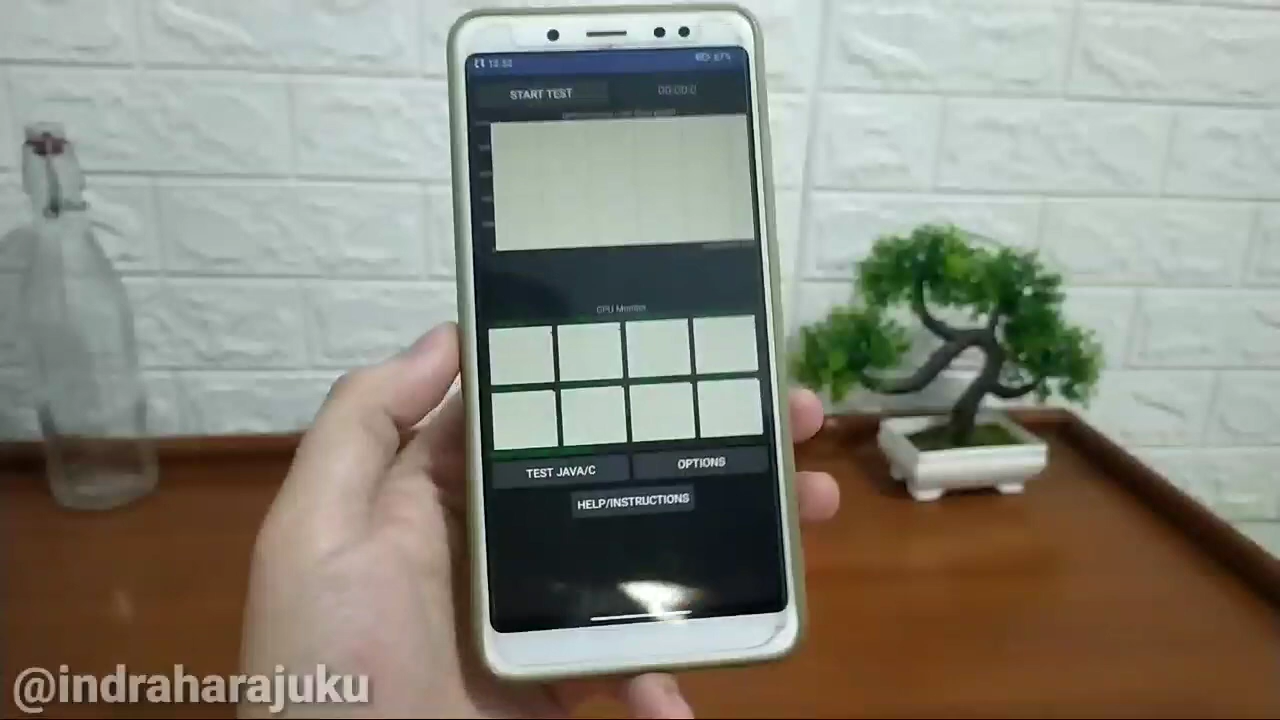 START TEST
00:00:0
CPU Monitor
TEST JAVA/C
OPTIONS
HELP/INSTRUCTIONS
@indraharajuku